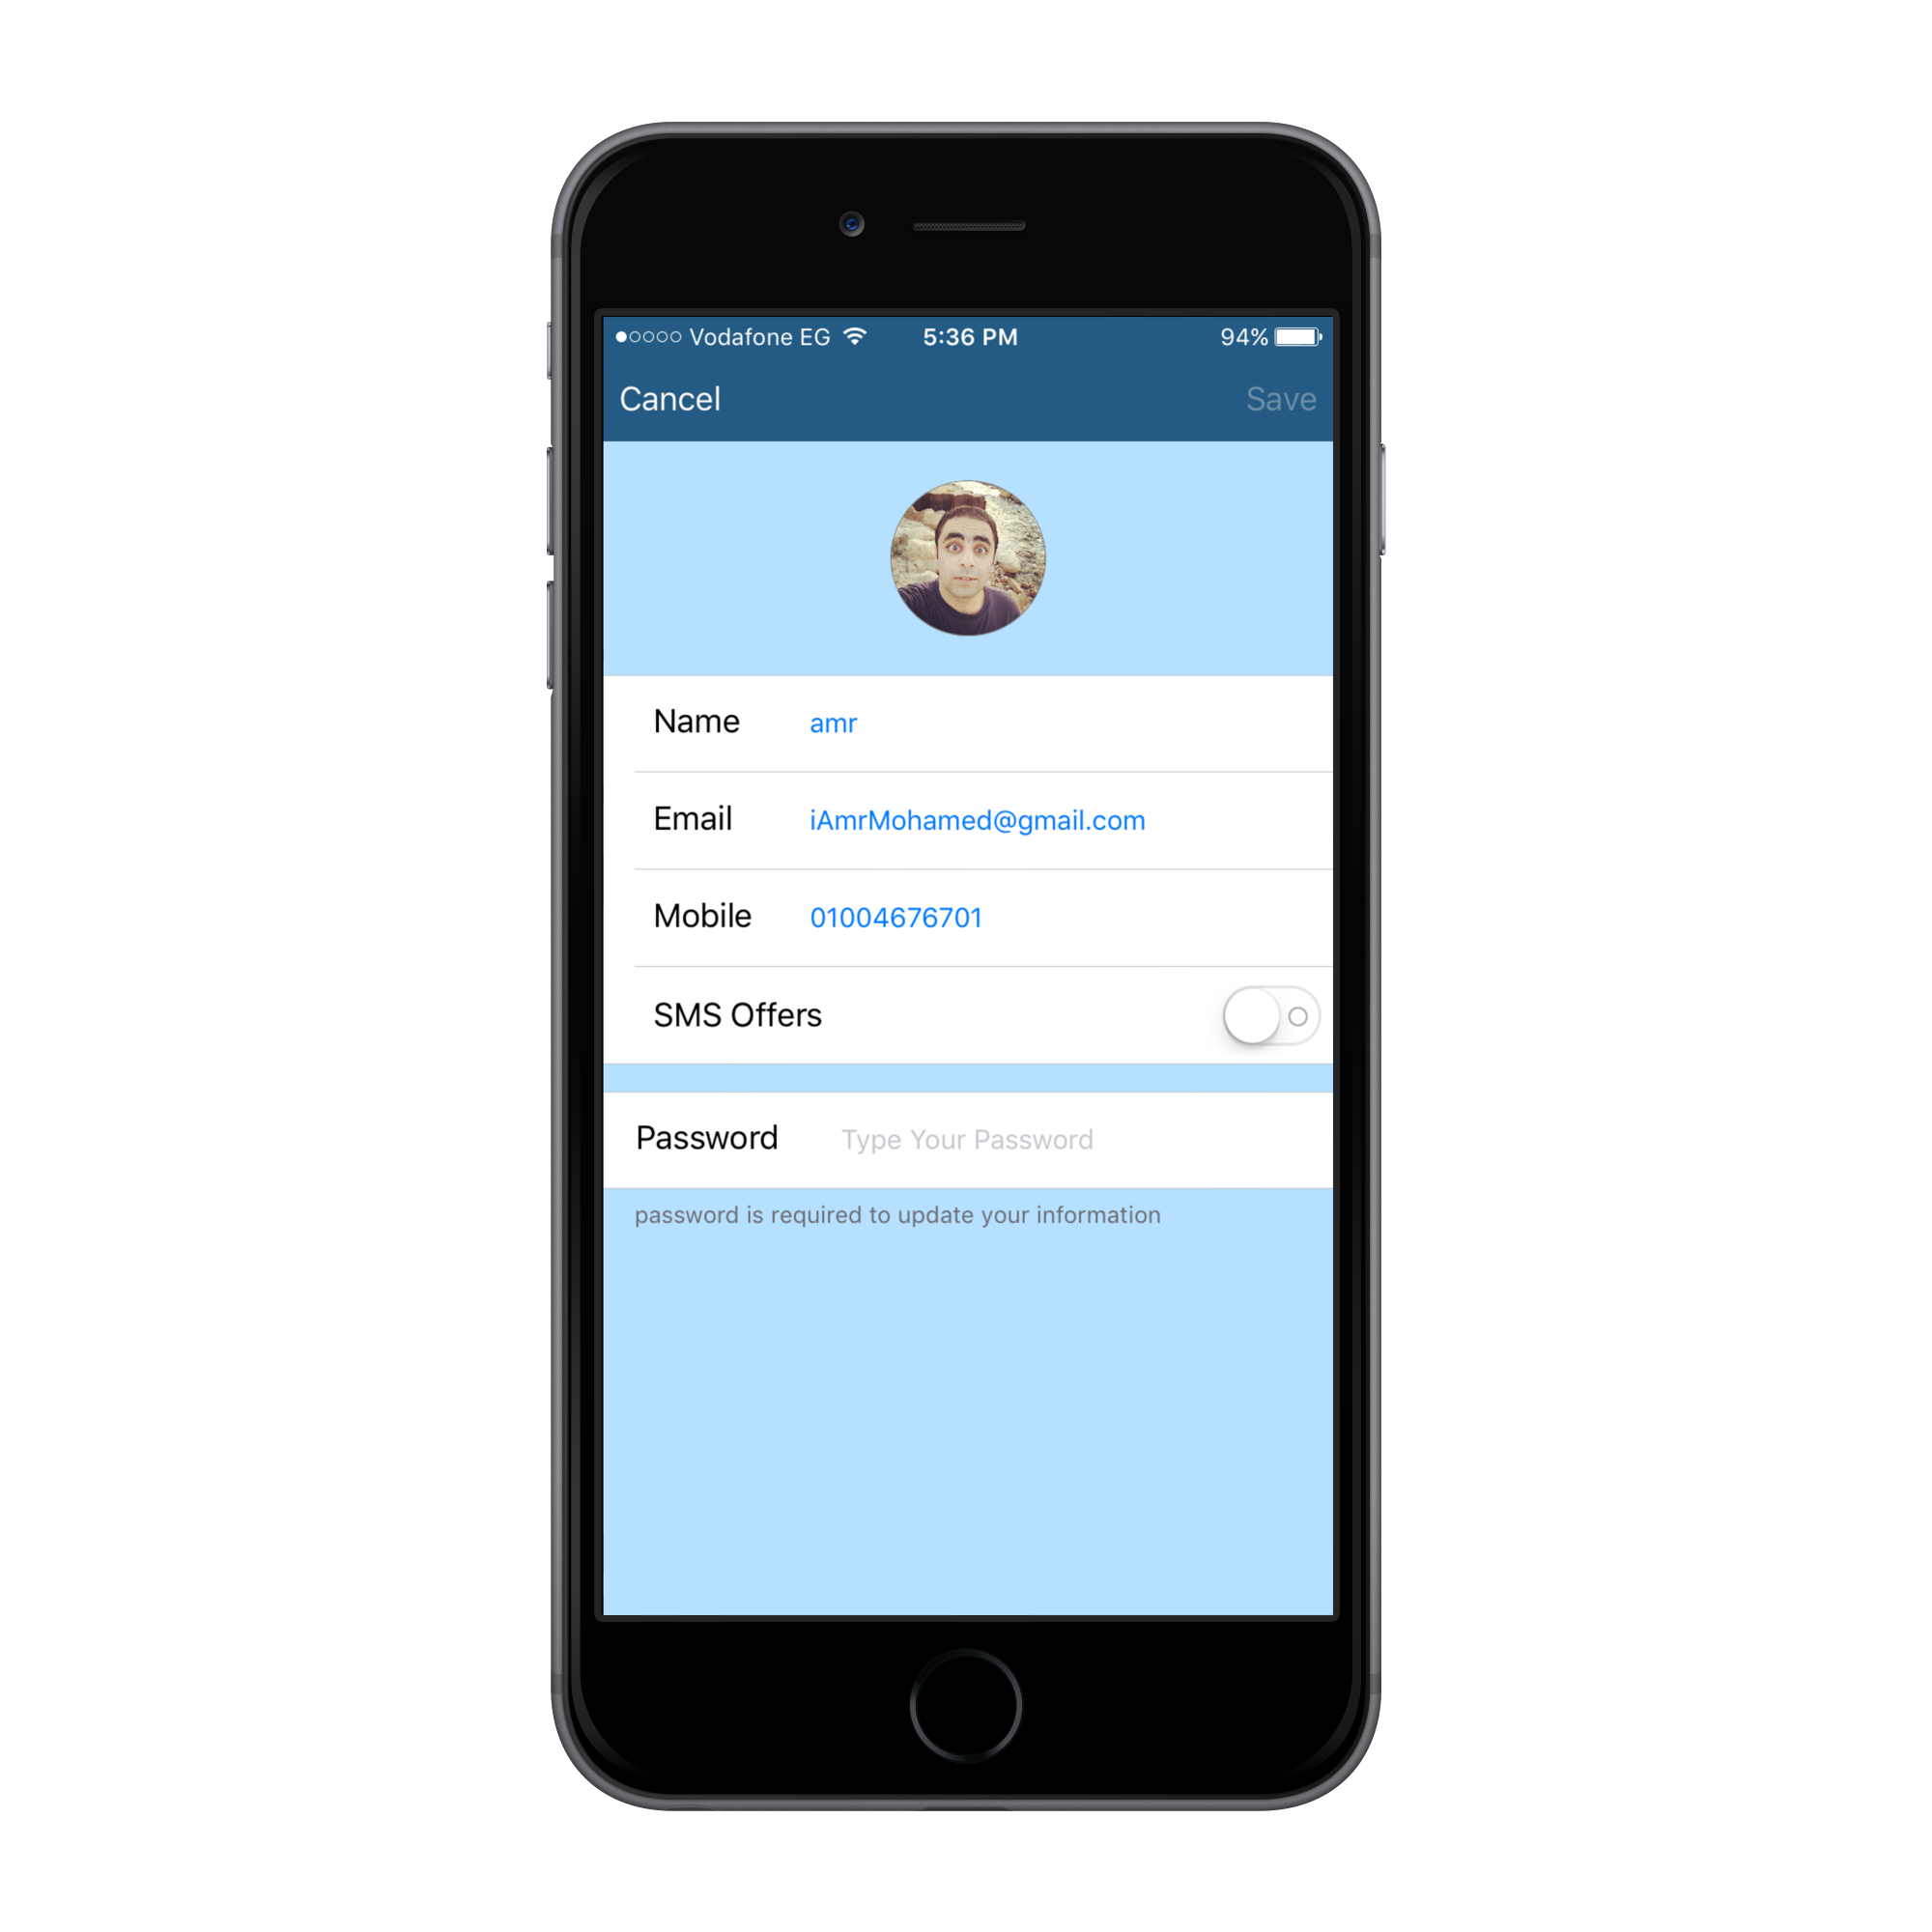 Vodafone EG 5:36 PM 94%
Cancel Save
Name amr
Email iAmrMohamed@gmail.com
Mobile 01004676701
SMS Offers
Password Type Your Password
password is required to update your information